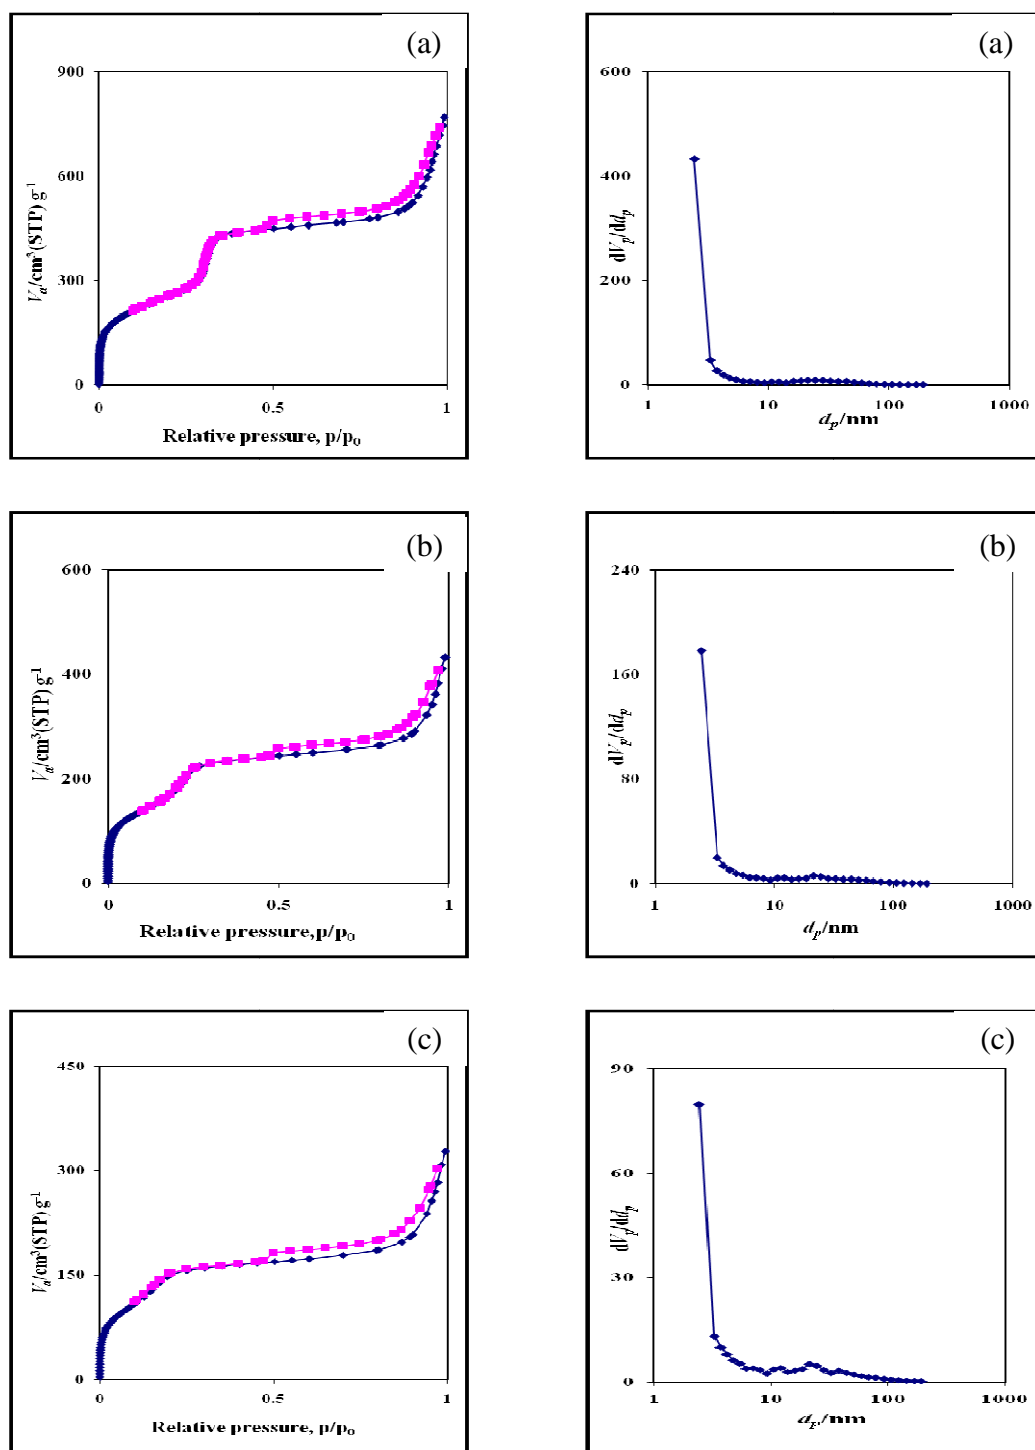 (a)
900
600
300
0
Vₐ/cm³(STP) g⁻¹
0 0.5 1
Relative pressure, p/p₀
(a)
600
400
200
0
dVₚ/ddₚ
1 10 100 1000
dₚ/nm
(b)
600
400
200
0
Vₐ/cm³(STP) g⁻¹
0 0.5 1
Relative pressure,p/p₀
(b)
240
160
80
0
dVₚ/ddₚ
1 10 100 1000
dₚ/nm
(c)
450
300
150
0
Vₐ/cm³(STP) g⁻¹
0 0.5 1
Relative pressure, p/p₀
(c)
90
60
30
0
dVₚ/ddₚ
1 10 100 1000
dₚ/nm